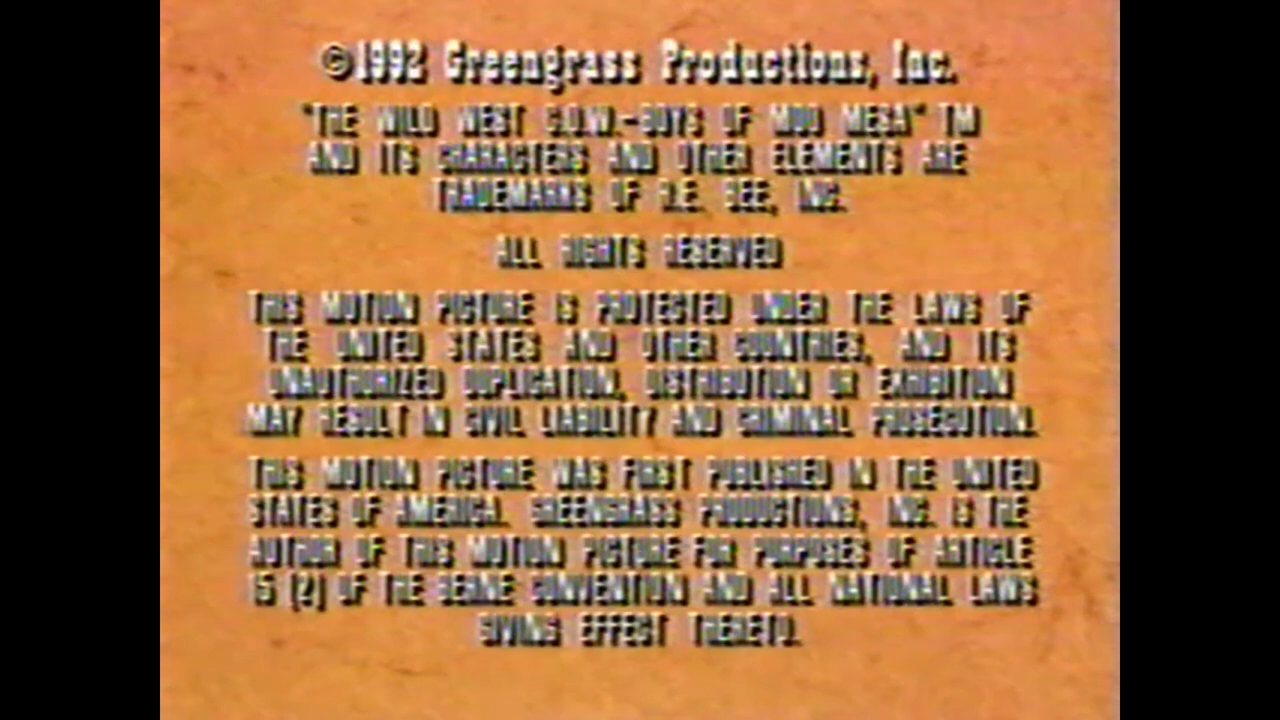 ©1992 Greengrass Productions, Inc.
"THE WILD WEST C.O.W.-BOYS OF MOO MESA" TM
AND ITS CHARACTERS AND OTHER ELEMENTS ARE
TRADEMARKS OF R.E. BEE, INC.
ALL RIGHTS RESERVED
THIS MOTION PICTURE IS PROTECTED UNDER THE LAWS OF
THE UNITED STATES AND OTHER COUNTRIES, AND ITS
UNAUTHORIZED DUPLICATION, DISTRIBUTION OR EXHIBITION
MAY RESULT IN CIVIL LIABILITY AND CRIMINAL PROSECUTION.
THIS MOTION PICTURE WAS FIRST PUBLISHED IN THE UNITED
STATES OF AMERICA. GREENGRASS PRODUCTIONS, INC. IS THE
AUTHOR OF THIS MOTION PICTURE FOR PURPOSES OF ARTICLE
15 (2) OF THE BERNE CONVENTION AND ALL NATIONAL LAWS
GIVING EFFECT THERETO.